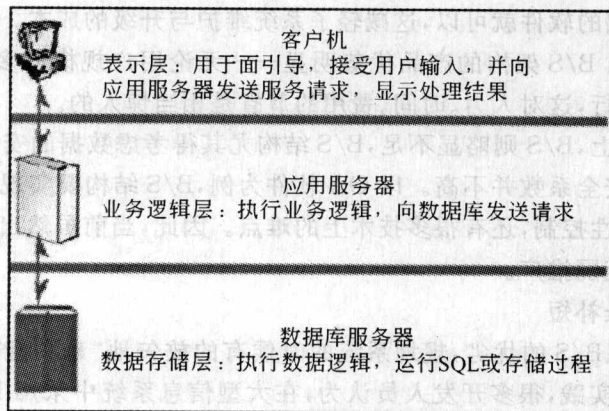 客户机
表示层：用于面引导、接受用户输入，并向
应用服务器发送服务请求，显示处理结果
应用服务器
业务逻辑层：执行业务逻辑，向数据库发送请求
数据库服务器
数据存储层：执行数据逻辑，运行SQL或存储过程